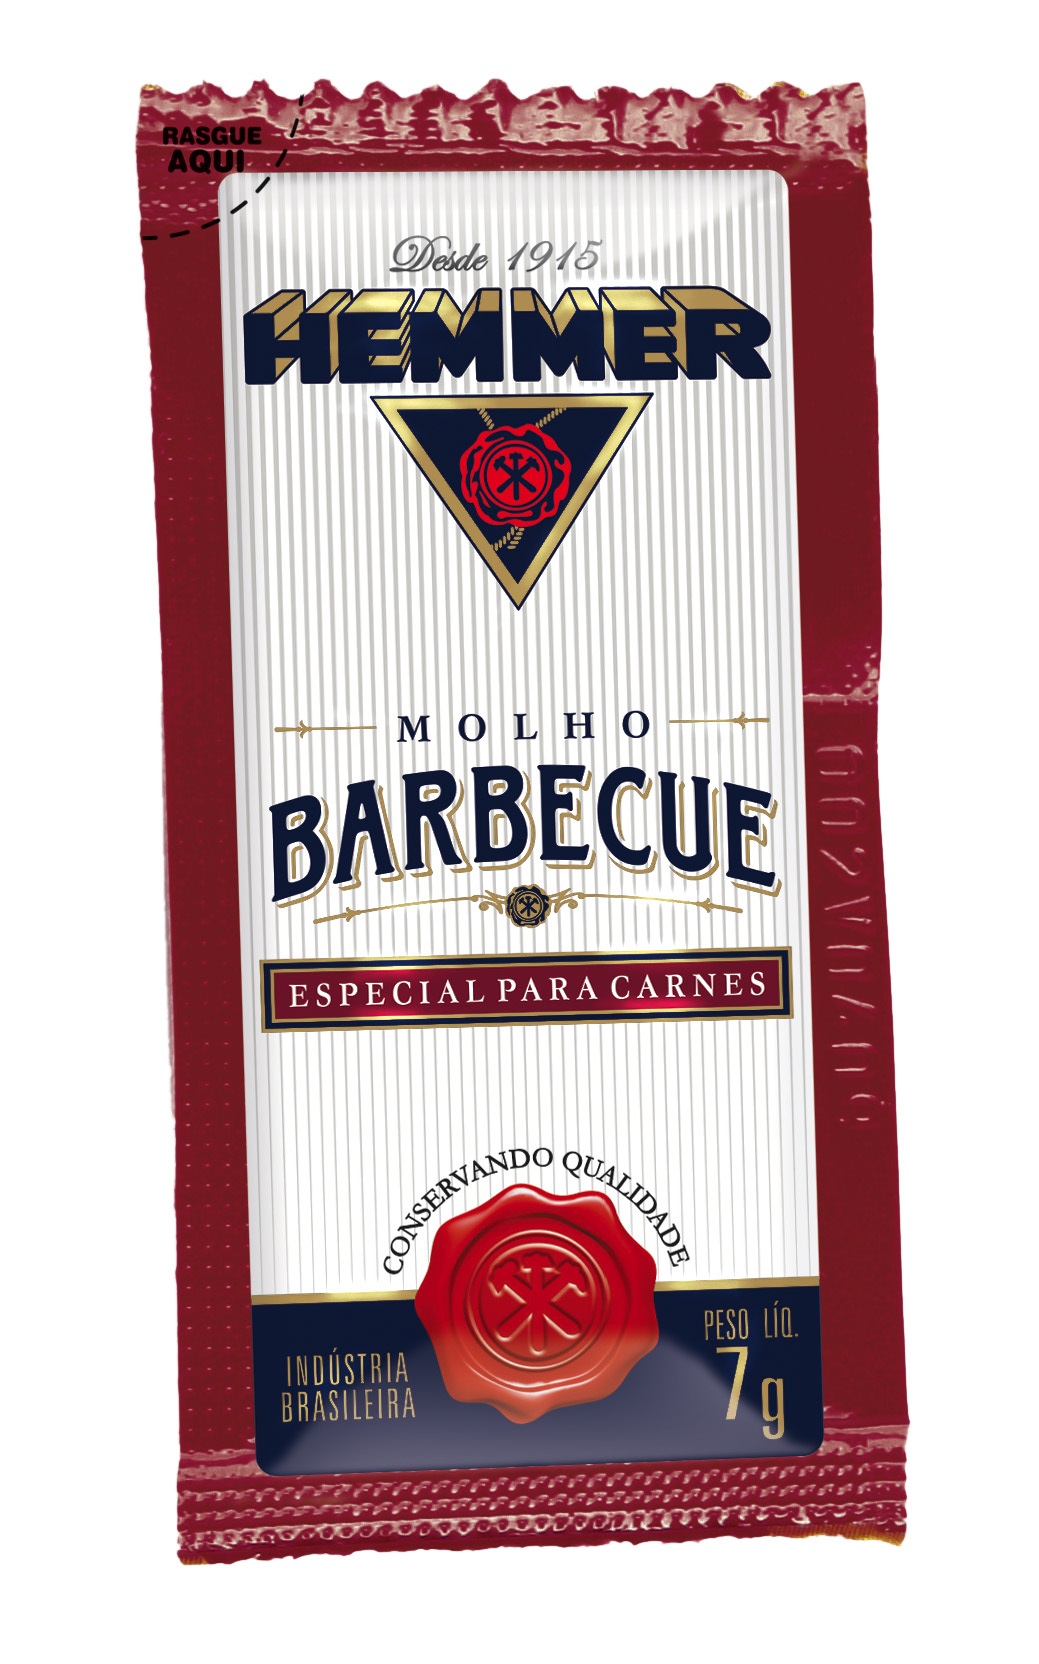 RASGUE
AQUI
Desde 1915
HEMMER
MOLHO
BARBECUE
ESPECIAL PARA CARNES
CONSERVANDO QUALIDADE
INDÚSTRIA
BRASILEIRA
PESO LÍQ.
7g